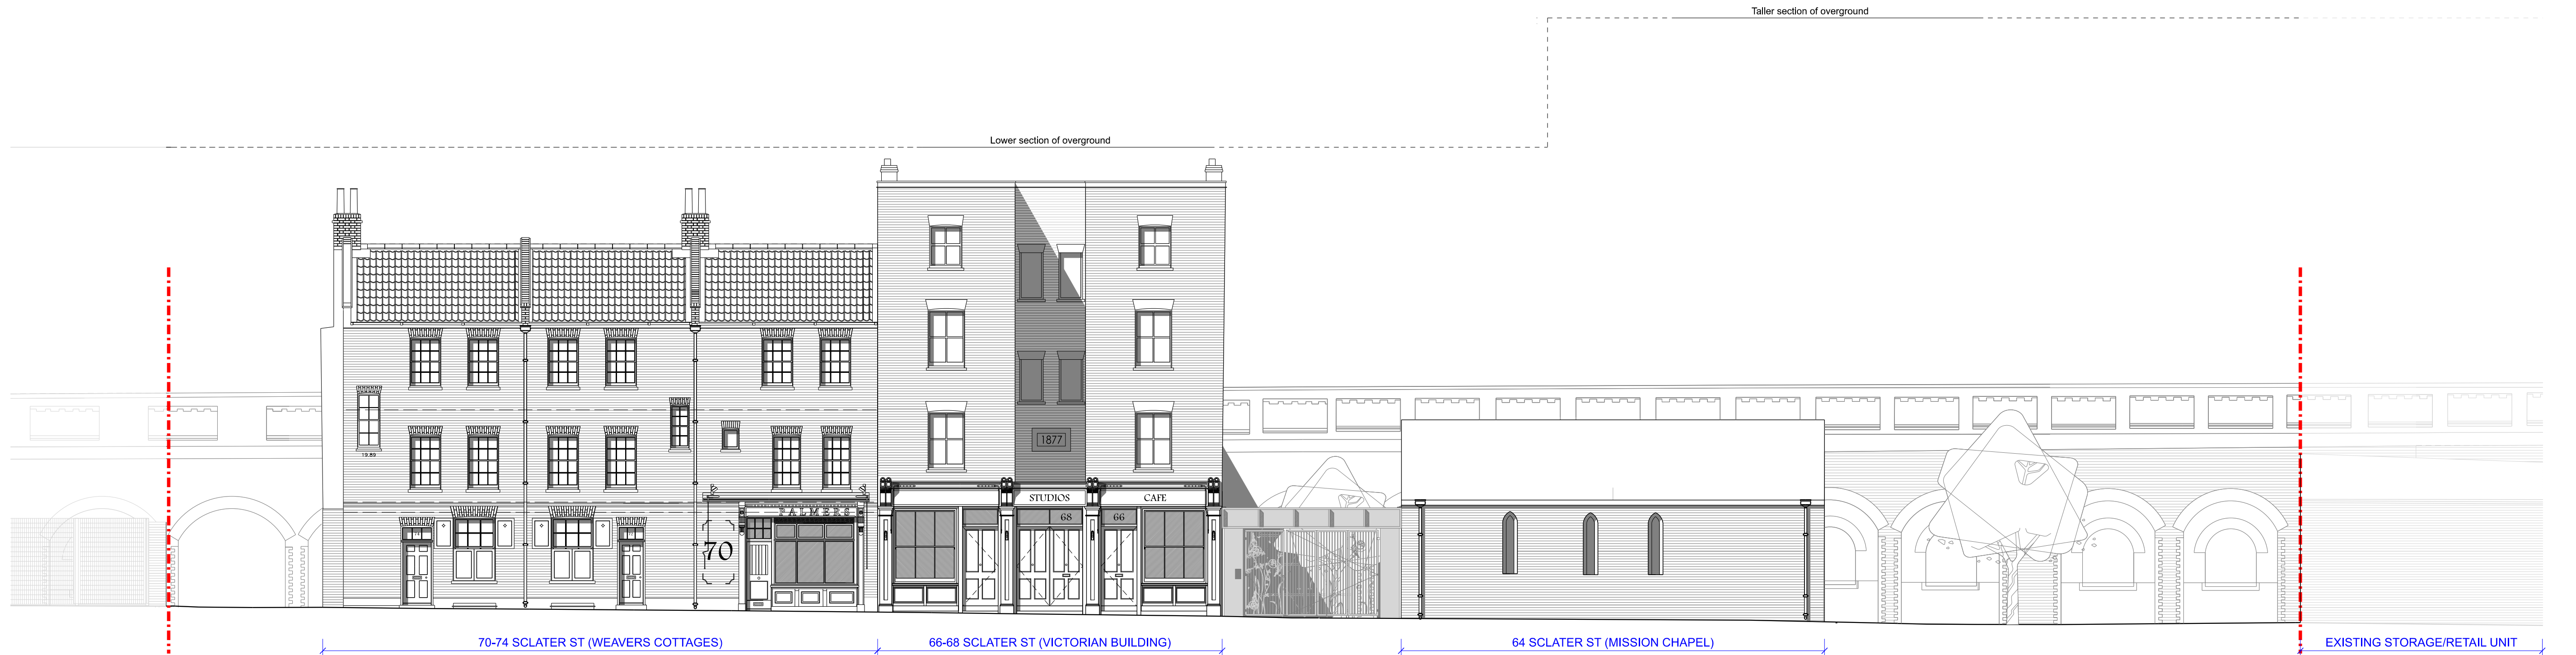 Taller section of overground
Lower section of overground
19.89
1877
PALMERS
STUDIOS
CAFE
68
66
70
70-74 SCLATER ST (WEAVERS COTTAGES)
66-68 SCLATER ST (VICTORIAN BUILDING)
64 SCLATER ST (MISSION CHAPEL)
EXISTING STORAGE/RETAIL UNIT